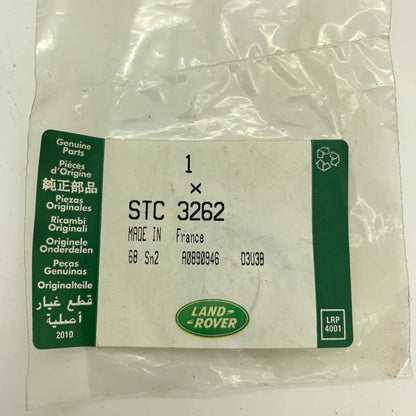 Genuine
Parts
Pièces
d'Origine
純正部品
Piezas
Originales
Ricambi
Originali
Originele
Onderdelen
Peças
Genuinas
Originalteile
قطع غيار
أصلية
2010
1
x
STC 3262
MADE IN France
68 Sn2 A0890946 D3U3B
LAND-
-ROVER
LRP
4001